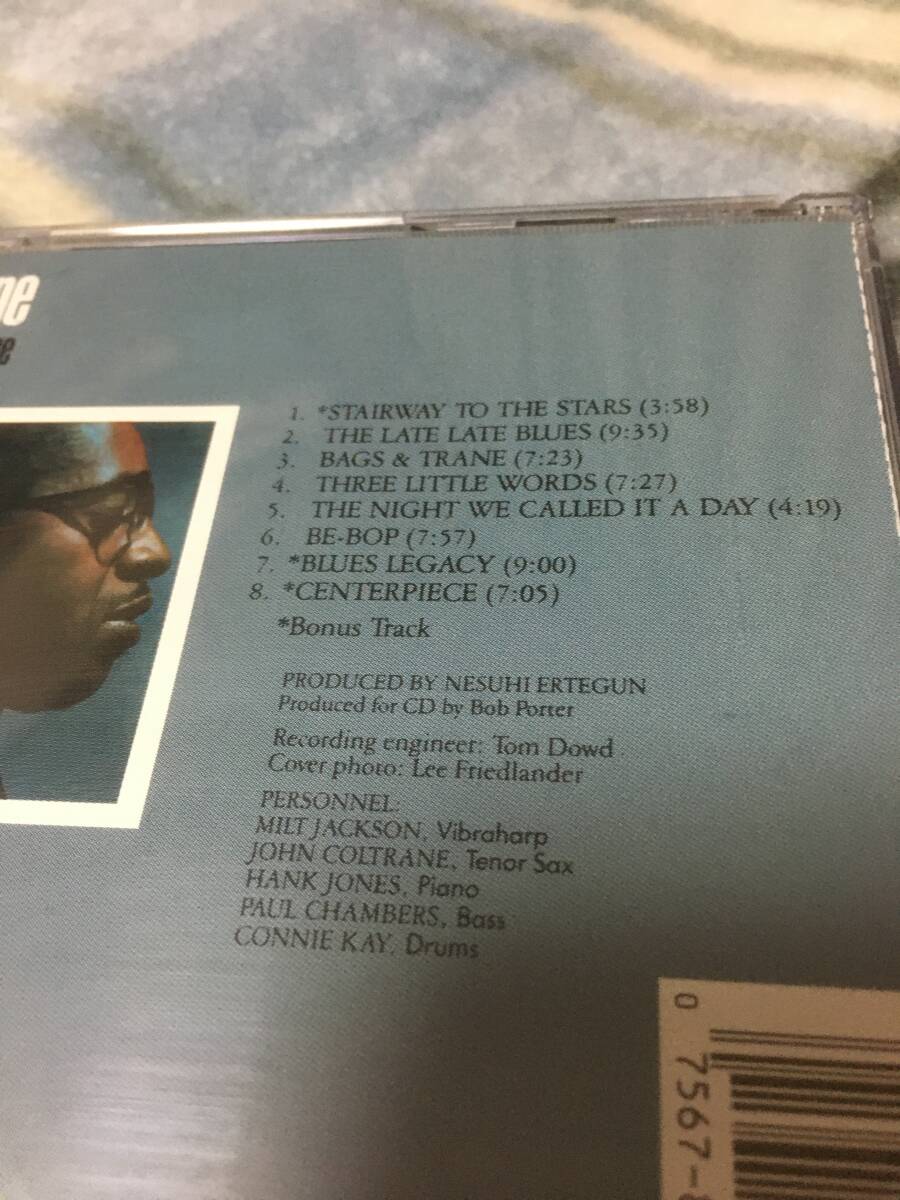 ne
e
1. *STAIRWAY TO THE STARS (3:58)
2. THE LATE LATE BLUES (9:35)
3. BAGS & TRANE (7:23)
4. THREE LITTLE WORDS (7:27)
5. THE NIGHT WE CALLED IT A DAY (4:19)
6. BE-BOP (7:57)
7. *BLUES LEGACY (9:00)
8. *CENTERPIECE (7:05)
*Bonus Track
PRODUCED BY NESUHI ERTEGUN
Produced for CD by Bob Porter
Recording engineer: Tom Dowd
Cover photo: Lee Friedlander
PERSONNEL:
MILT JACKSON, Vibraharp
JOHN COLTRANE, Tenor Sax
HANK JONES, Piano
PAUL CHAMBERS, Bass
CONNIE KAY, Drums
0 7567-